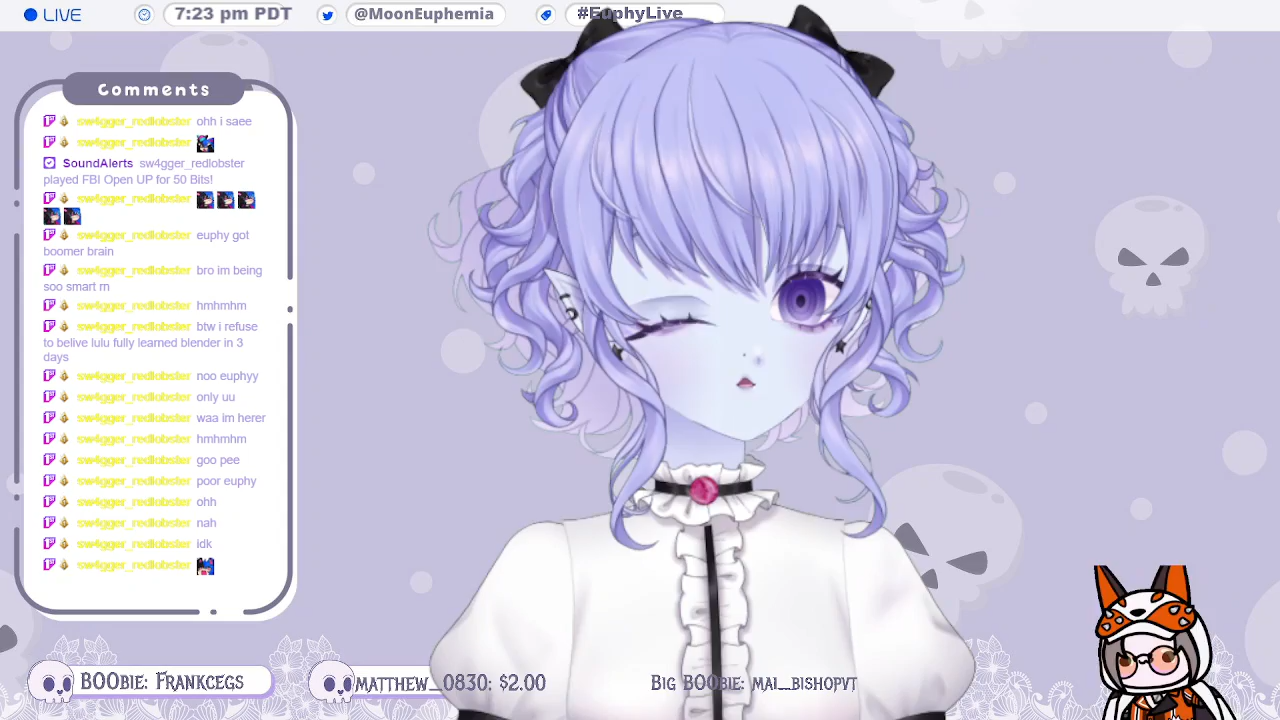 LIVE
7:23 pm PDT
@MoonEuphemia
#EuphyLive
Comments
sw4gger_redlobster ohh i saee
sw4gger_redlobster
SoundAlerts sw4gger_redlobster
played FBI Open UP for 50 Bits!
sw4gger_redlobster
sw4gger_redlobster euphy got
boomer brain
sw4gger_redlobster bro im being
soo smart rn
sw4gger_redlobster hmhmhm
sw4gger_redlobster btw i refuse
to belive lulu fully learned blender in 3
days
sw4gger_redlobster noo euphyy
sw4gger_redlobster only uu
sw4gger_redlobster waa im herer
sw4gger_redlobster hmhmhm
sw4gger_redlobster goo pee
sw4gger_redlobster poor euphy
sw4gger_redlobster ohh
sw4gger_redlobster nah
sw4gger_redlobster idk
sw4gger_redlobster
BOObie: Frankcegs
matthew_0830: $2.00
Big BOObie: mai_bishopvt